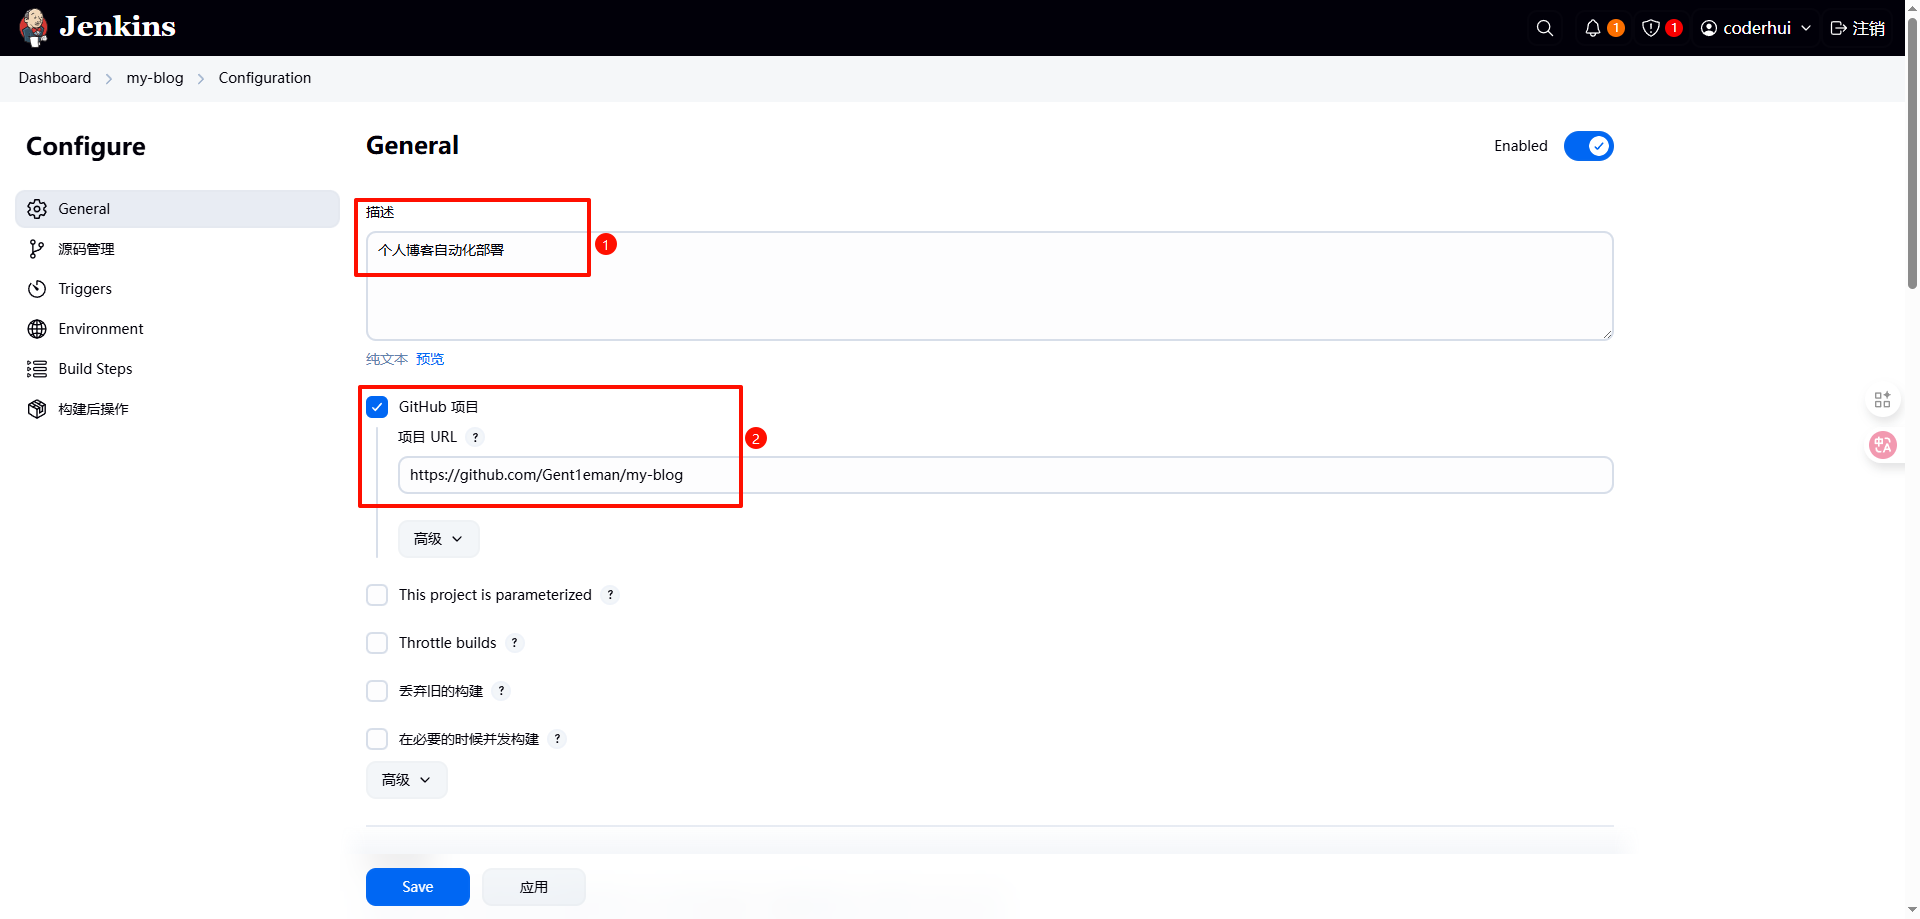 Jenkins
1
1
coderhui
注销
Dashboard
my-blog
Configuration
Configure
General
源码管理
Triggers
Environment
Build Steps
构建后操作
General
Enabled
描述
个人博客自动化部署
1
纯文本 预览
GitHub 项目
项目 URL ?
2
https://github.com/Gent1eman/my-blog
高级
This project is parameterized ?
Throttle builds ?
丢弃旧的构建 ?
在必要的时候并发构建 ?
高级
Save
应用
中A